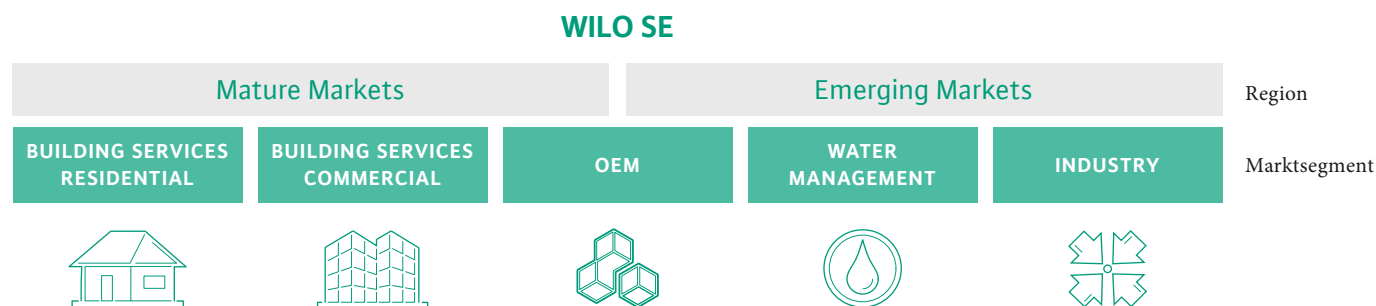 WILO SE
Mature Markets
Emerging Markets
Region
BUILDING SERVICES
RESIDENTIAL
BUILDING SERVICES
COMMERCIAL
OEM
WATER
MANAGEMENT
INDUSTRY
Marktsegment